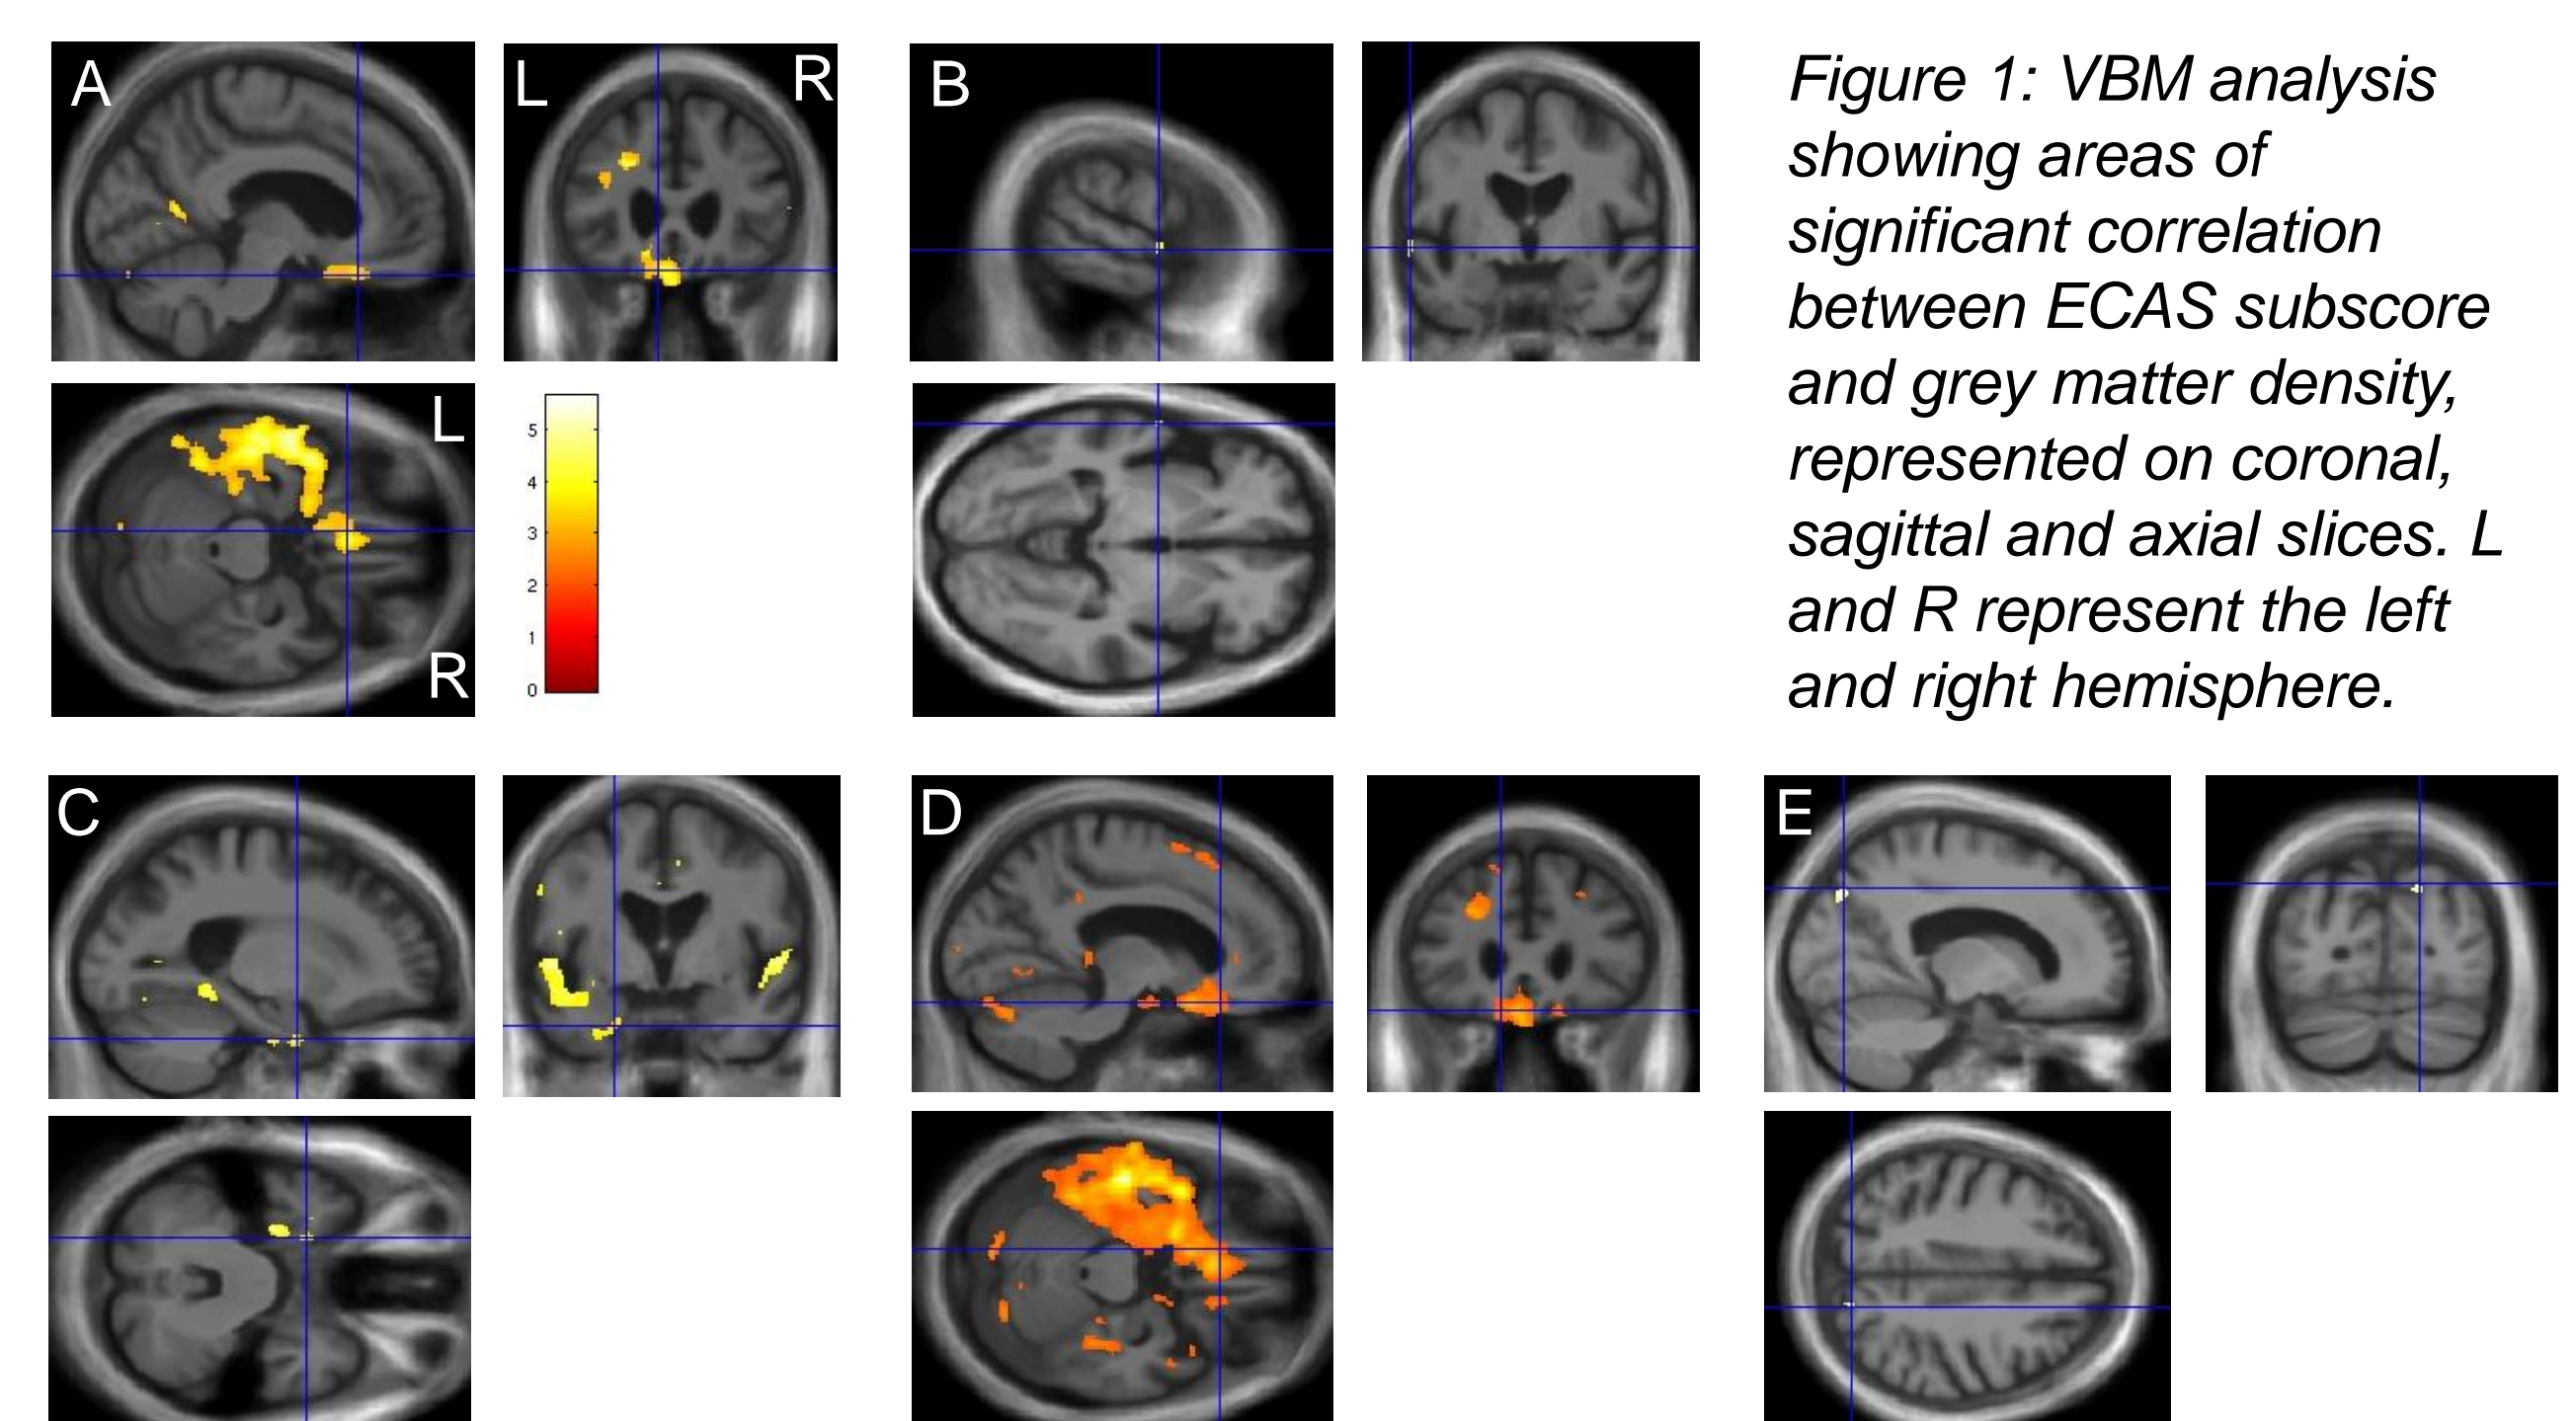 A
L R
B
Figure 1: VBM analysis
showing areas of
significant correlation
between ECAS subscore
and grey matter density,
represented on coronal,
sagittal and axial slices. L
and R represent the left
and right hemisphere.
L
R
5
4
3
2
1
0
C
D
E